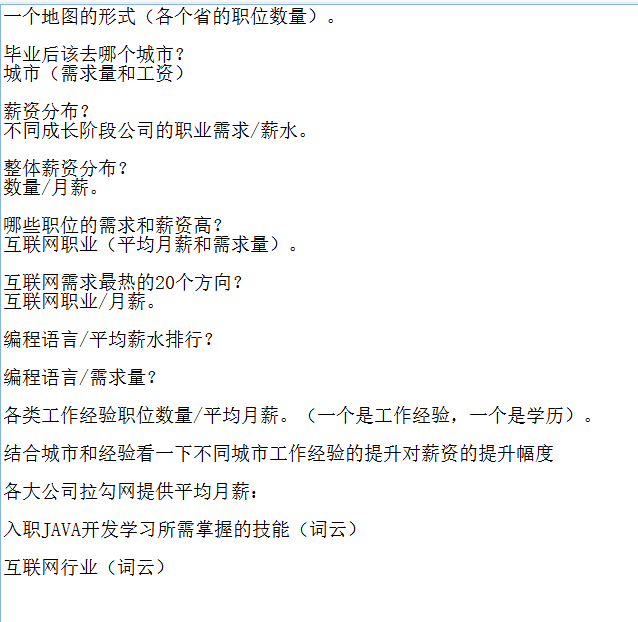 一个地图的形式（各个省的职位数量）。
毕业后该去哪个城市？
城市（需求量和工资）
薪资分布？
不同成长阶段公司的职业需求/薪水。
整体薪资分布？
数量/月薪。
哪些职位的需求和薪资高？
互联网职业（平均月薪和需求量）。
互联网需求最热的20个方向？
互联网职业/月薪。
编程语言/平均薪水排行？
编程语言/需求量？
各类工作经验职位数量/平均月薪。（一个是工作经验，一个是学历）。
结合城市和经验看一下不同城市工作经验的提升对薪资的提升幅度
各大公司拉勾网提供平均月薪：
入职JAVA开发学习所需掌握的技能（词云）
互联网行业（词云）